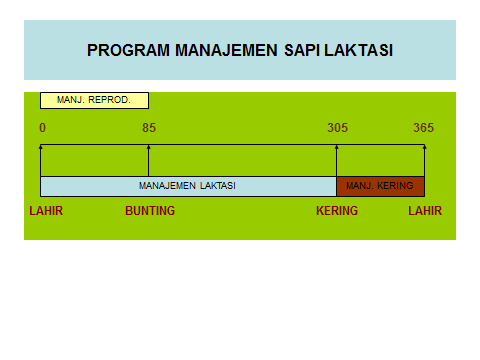 PROGRAM MANAJEMEN SAPI LAKTASI
MANJ. REPROD.
0 85 305 365
MANAJEMEN LAKTASI MANJ. KERING
LAHIR BUNTING KERING LAHIR